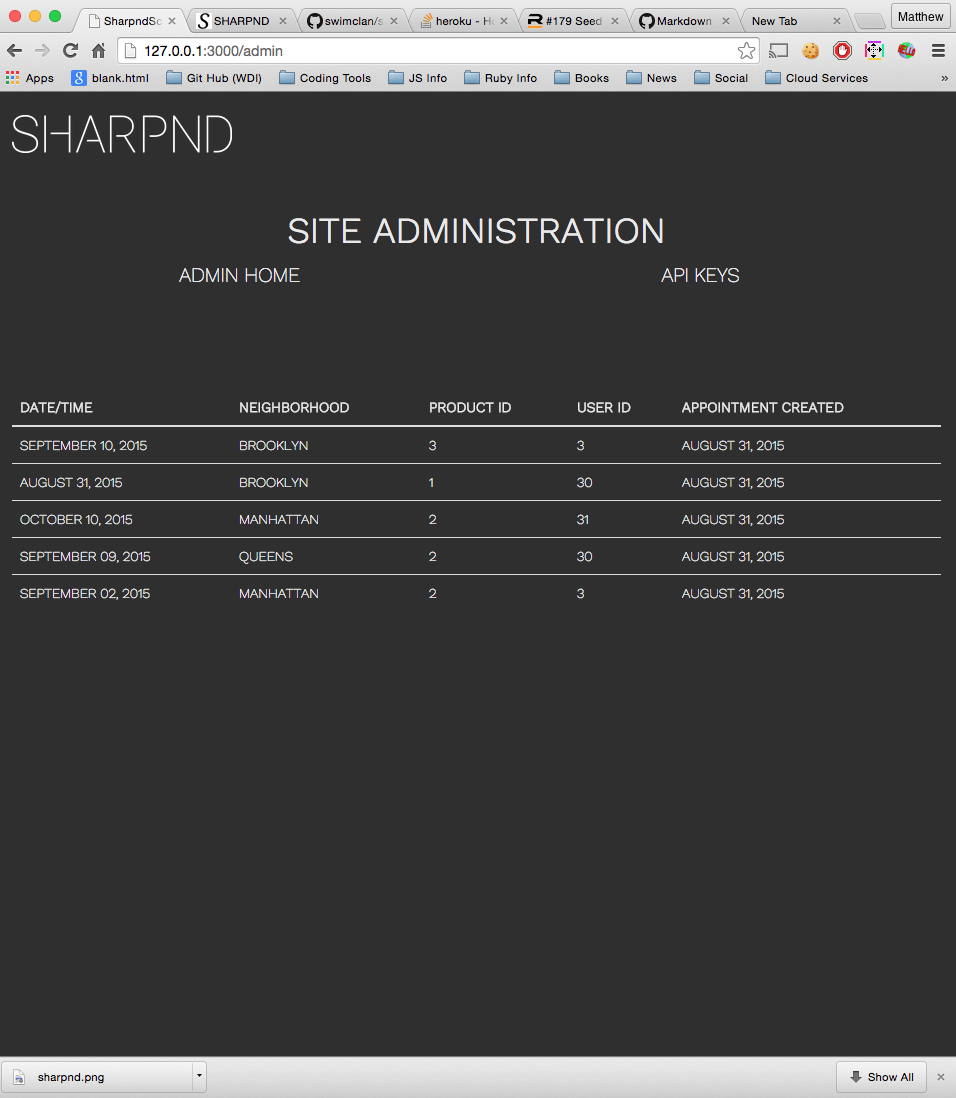 SharpndSc
SHARPND
swimclan/s
heroku - He
#179 Seed
Markdown
New Tab
Matthew
127.0.0.1:3000/admin
Apps
blank.html
Git Hub (WDI)
Coding Tools
JS Info
Ruby Info
Books
News
Social
Cloud Services
»
SHARPND
SITE ADMINISTRATION
ADMIN HOME API KEYS
DATE/TIME NEIGHBORHOOD PRODUCT ID USER ID APPOINTMENT CREATED
SEPTEMBER 10, 2015 BROOKLYN 3 3 AUGUST 31, 2015
AUGUST 31, 2015 BROOKLYN 1 30 AUGUST 31, 2015
OCTOBER 10, 2015 MANHATTAN 2 31 AUGUST 31, 2015
SEPTEMBER 09, 2015 QUEENS 2 30 AUGUST 31, 2015
SEPTEMBER 02, 2015 MANHATTAN 2 3 AUGUST 31, 2015
sharpnd.png
Show All